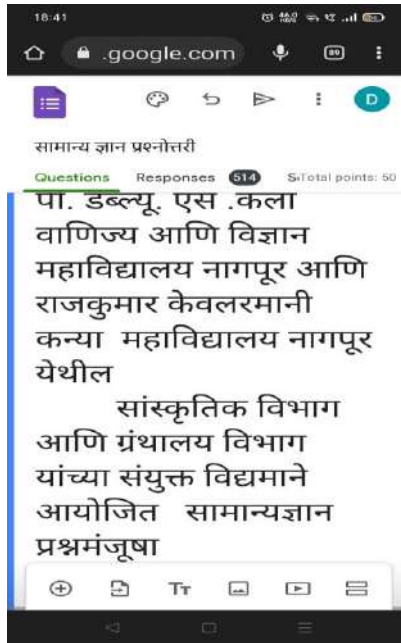 18:41
.google.com
D
सामान्य ज्ञान प्रश्नोत्तरी
Questions Responses 514 Total points: 50
पी. डब्ल्यू. एस .कला
वाणिज्य आणि विज्ञान
महाविद्यालय नागपूर आणि
राजकुमार केवलरमानी
कन्या महाविद्यालय नागपूर
येथील
सांस्कृतिक विभाग
आणि ग्रंथालय विभाग
यांच्या संयुक्त विद्यमाने
आयोजित सामान्यज्ञान
प्रश्नमंजूषा
Tт